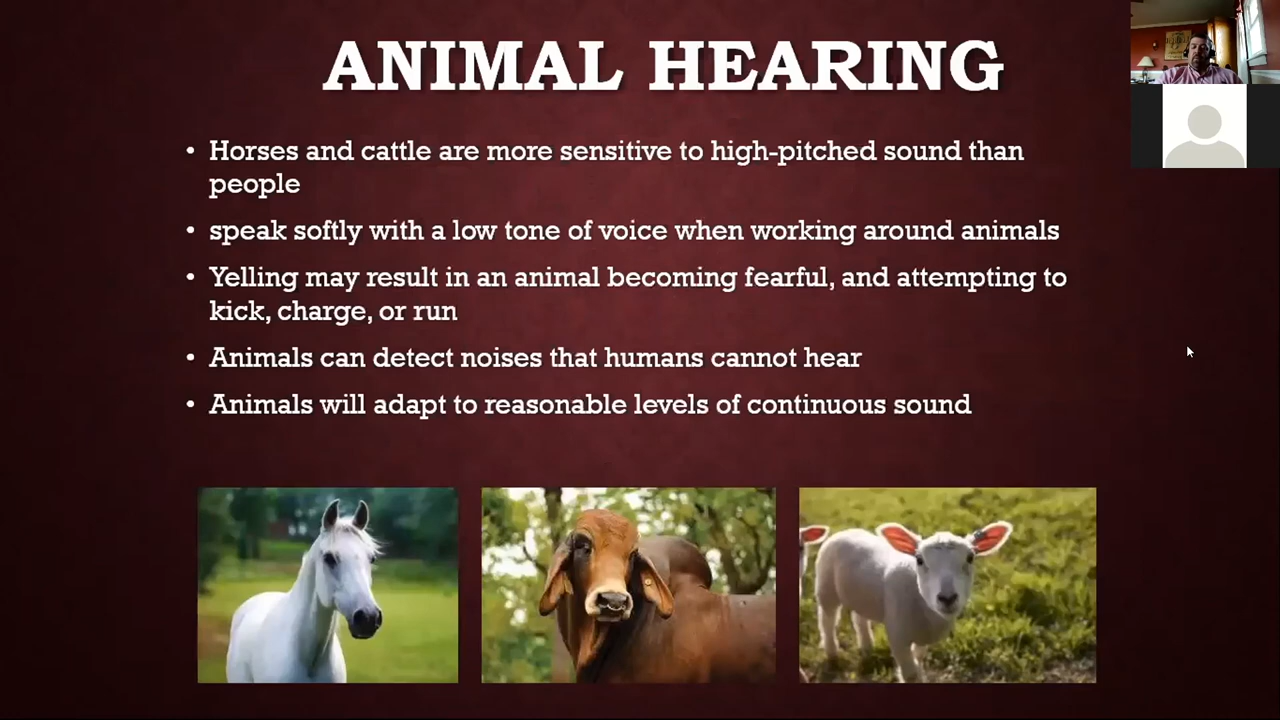 ANIMAL HEARING
• Horses and cattle are more sensitive to high-pitched sound than
people
• speak softly with a low tone of voice when working around animals
• Yelling may result in an animal becoming fearful, and attempting to
kick, charge, or run
• Animals can detect noises that humans cannot hear
• Animals will adapt to reasonable levels of continuous sound